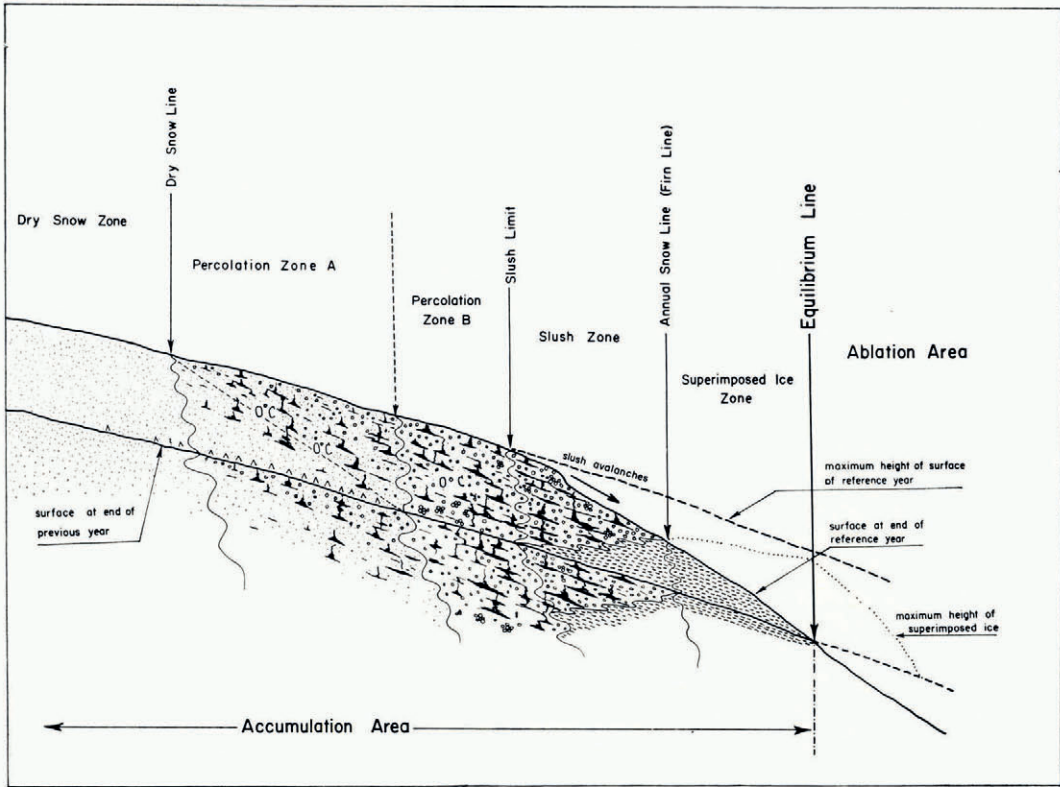 Dry Snow Line
Dry Snow Zone
Percolation Zone A
Percolation
Zone B
Slush Limit
Slush Zone
Annual Snow Line (Firn Line)
Superimposed Ice
Zone
Equilibrium Line
Ablation Area
0°C
0°C
0°C
slush avalanches
maximum height of surface
of reference year
surface at end of
reference year
maximum height of
superimposed ice
surface at end of
previous year
Accumulation Area